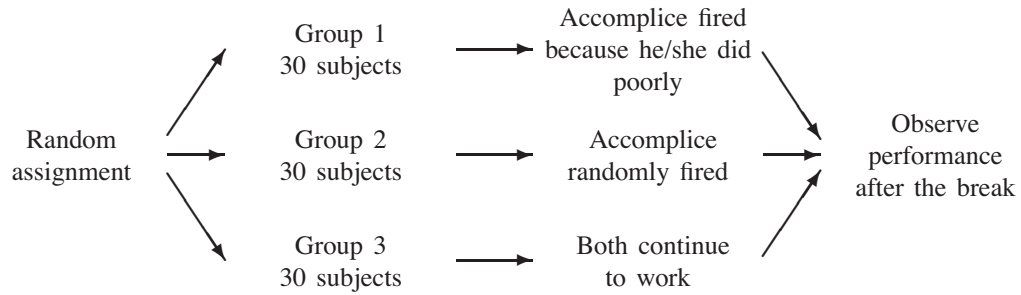 Random
assignment
Group 1
30 subjects
Group 2
30 subjects
Group 3
30 subjects
Accomplice fired
because he/she did
poorly
Accomplice
randomly fired
Both continue
to work
Observe
performance
after the break